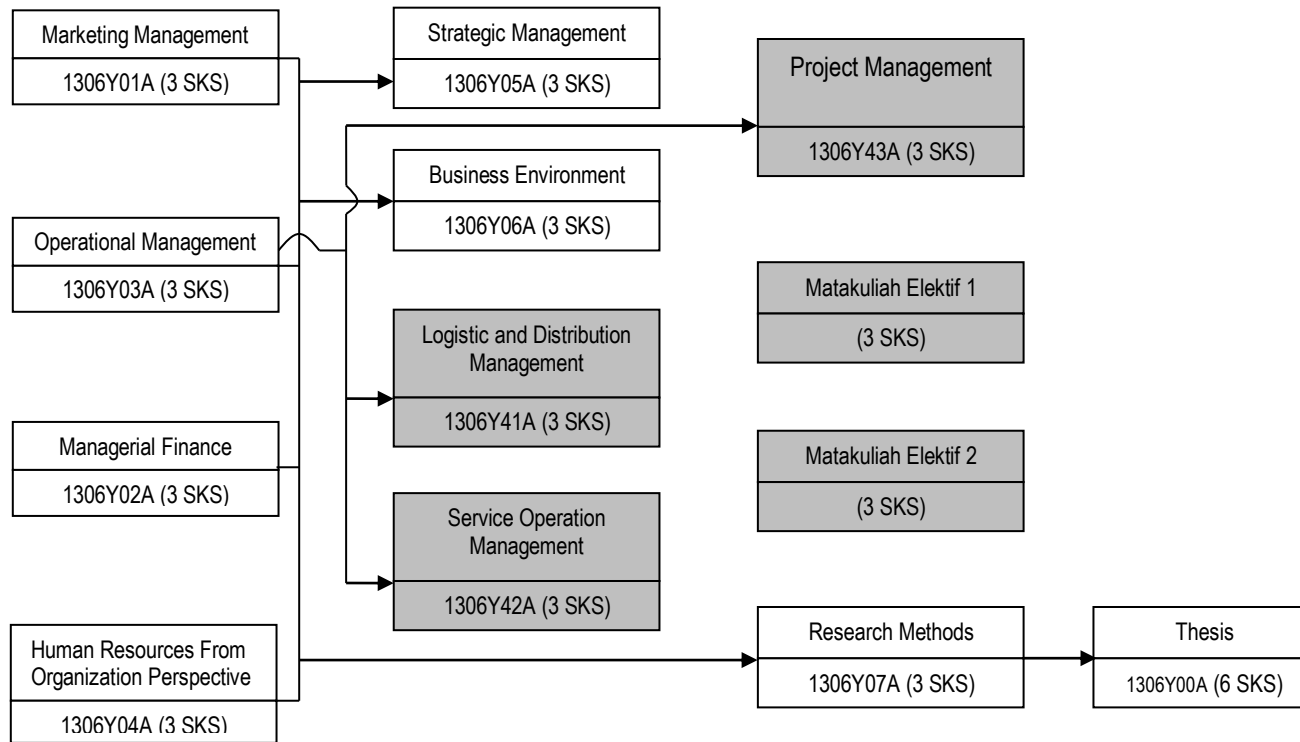 Marketing Management
1306Y01A (3 SKS)
Operational Management
1306Y03A (3 SKS)
Managerial Finance
1306Y02A (3 SKS)
Human Resources From
Organization Perspective
1306Y04A (3 SKS)
Strategic Management
1306Y05A (3 SKS)
Business Environment
1306Y06A (3 SKS)
Logistic and Distribution
Management
1306Y41A (3 SKS)
Service Operation
Management
1306Y42A (3 SKS)
Project Management
1306Y43A (3 SKS)
Matakuliah Elektif 1
(3 SKS)
Matakuliah Elektif 2
(3 SKS)
Research Methods
1306Y07A (3 SKS)
Thesis
1306Y00A (6 SKS)